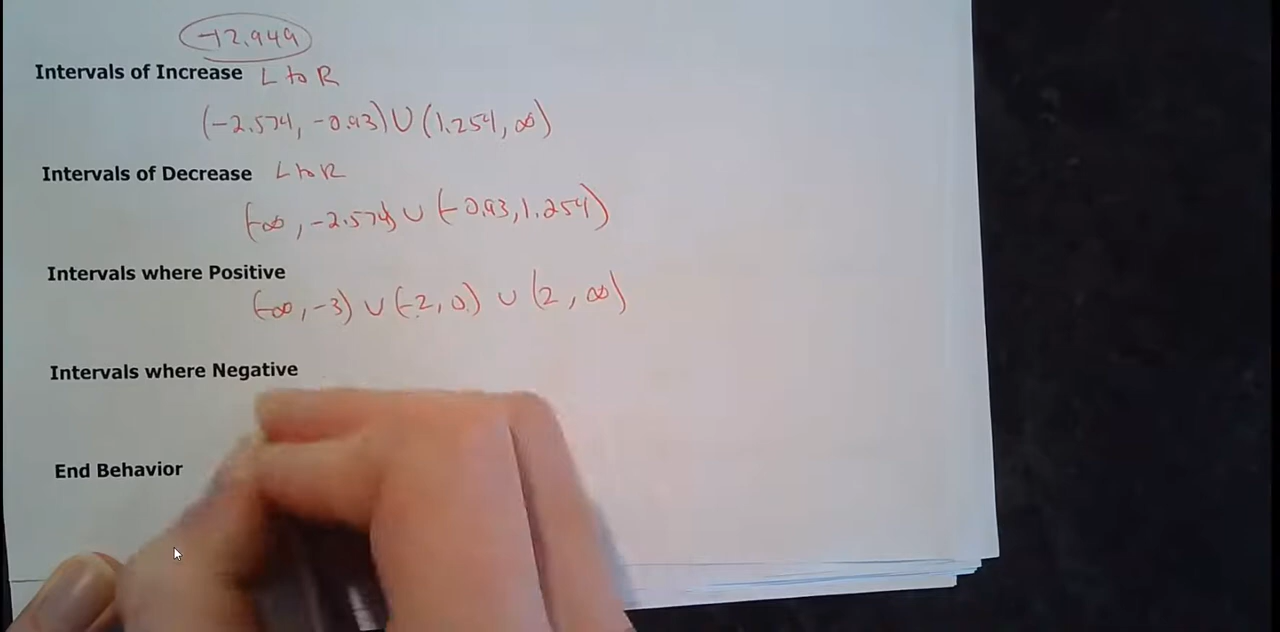 -12.949
Intervals of Increase L to R
(-2.574, -0.93) ∪ (1.254, ∞)
Intervals of Decrease L to R
(-∞, -2.574) ∪ (-0.93, 1.254)
Intervals where Positive
(-∞, -3) ∪ (-2, 0) ∪ (2, ∞)
Intervals where Negative
End Behavior